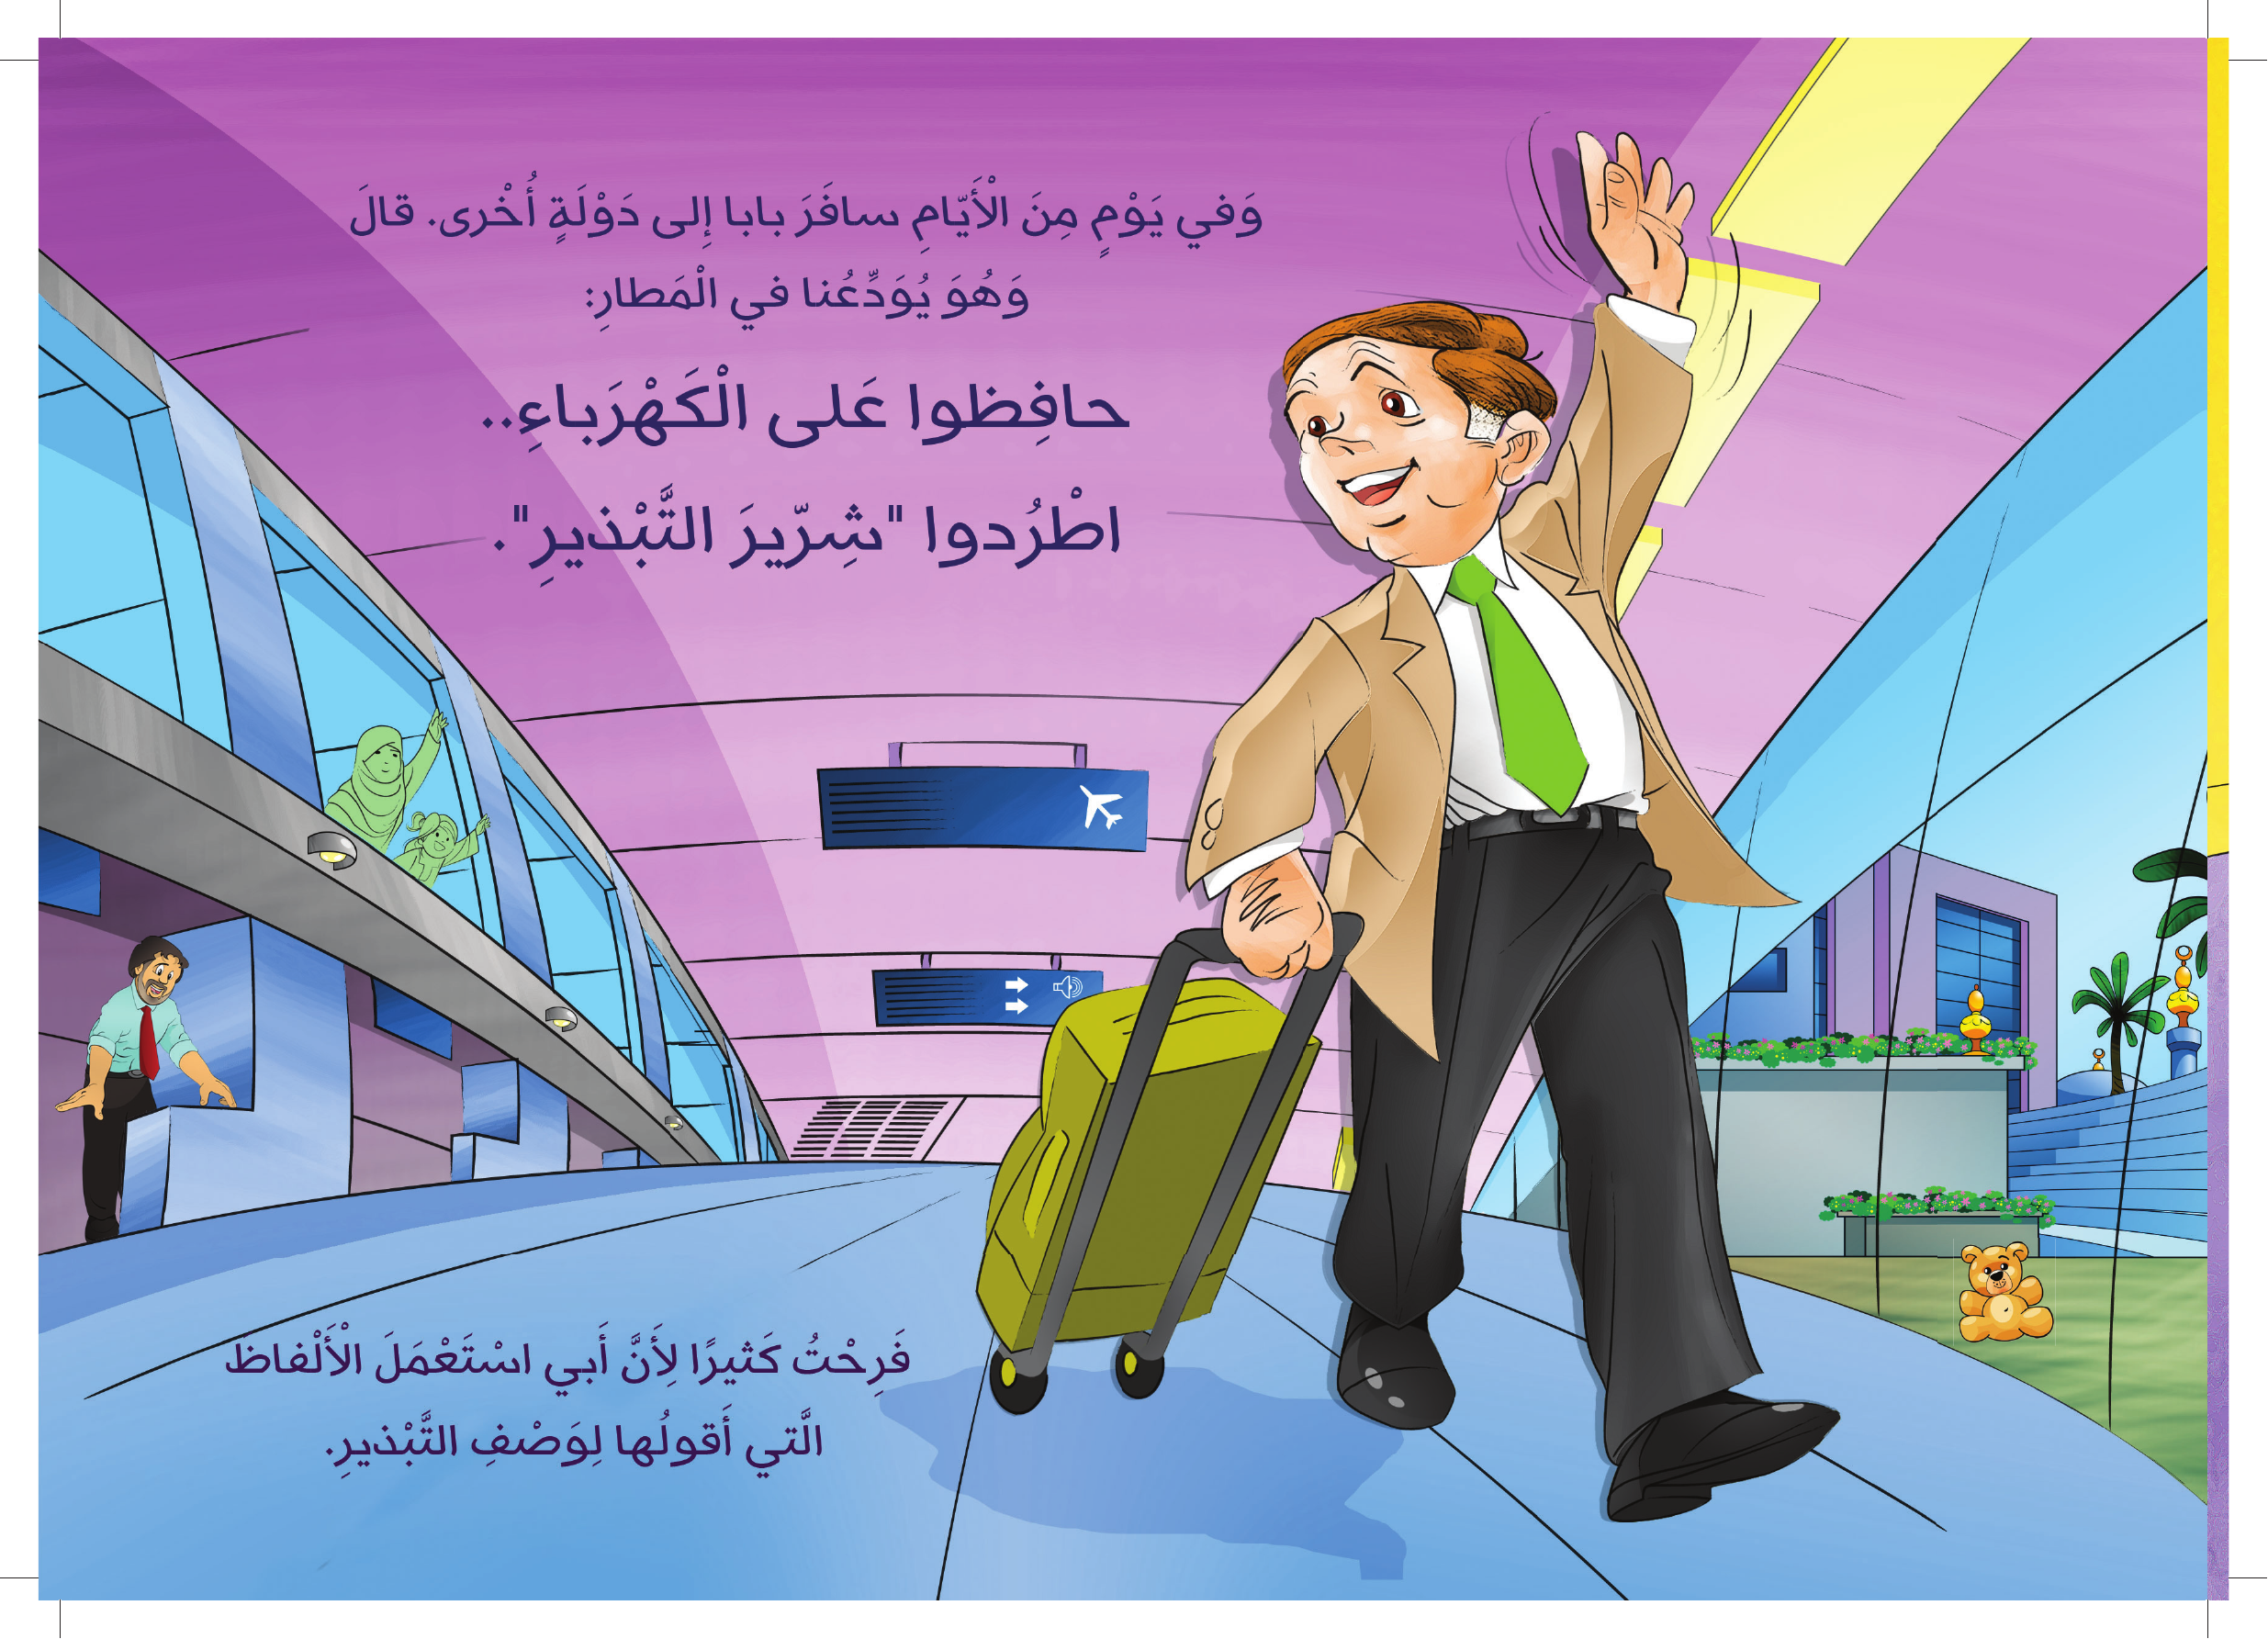 وَفي يَوْمٍ مِنَ الْأَيّامِ سافَرَ بابا إِلى دَوْلَةٍ أُخْرى. قالَ
وَهُوَ يُوَدِّعُنا في الْمَطارِ:
حافِظوا عَلى الْكَهْرَباءِ..
اطْرُدوا "شِرّيرَ التَّبْذيرِ".
فَرِحْتُ كَثيرًا لِأَنَّ أَبي اسْتَعْمَلَ الْأَلْفاظَ
الَّتي أَقولُها لِوَصْفِ التَّبْذيرِ.